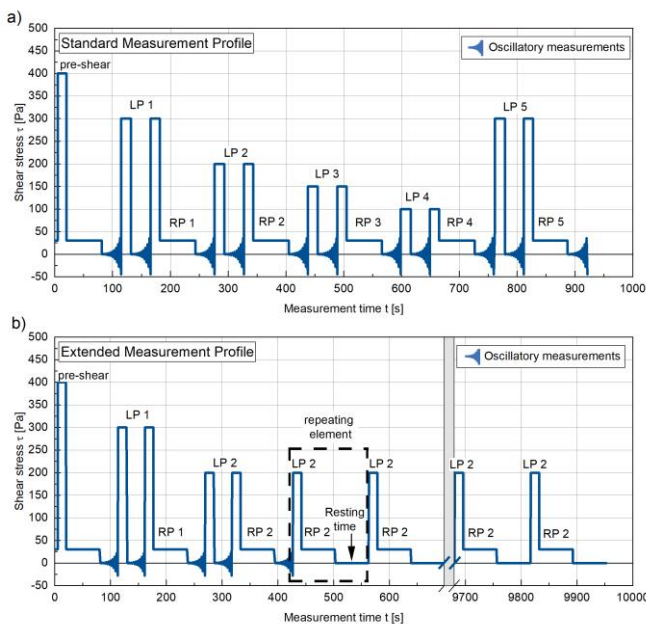 a)
500
450
400
350
300
250
200
150
100
50
0
-50
Shear stress τ [Pa]
Standard Measurement Profile
Oscillatory measurements
pre-shear
LP 1
LP 2
LP 3
LP 4
LP 5
RP 1
RP 2
RP 3
RP 4
RP 5
0 100 200 300 400 500 600 700 800 900 1000
Measurement time t [s]
b)
500
450
400
350
300
250
200
150
100
50
0
-50
Shear stress τ [Pa]
Extended Measurement Profile
Oscillatory measurements
pre-shear
LP 1
repeating
element
LP 2
LP 2
LP 2
LP 2
LP 2
Resting
time
RP 1
RP 2
RP 2
RP 2
RP 2
RP 2
0 100 200 300 400 500 600 9700 9800 9900 10000
Measurement time t [s]